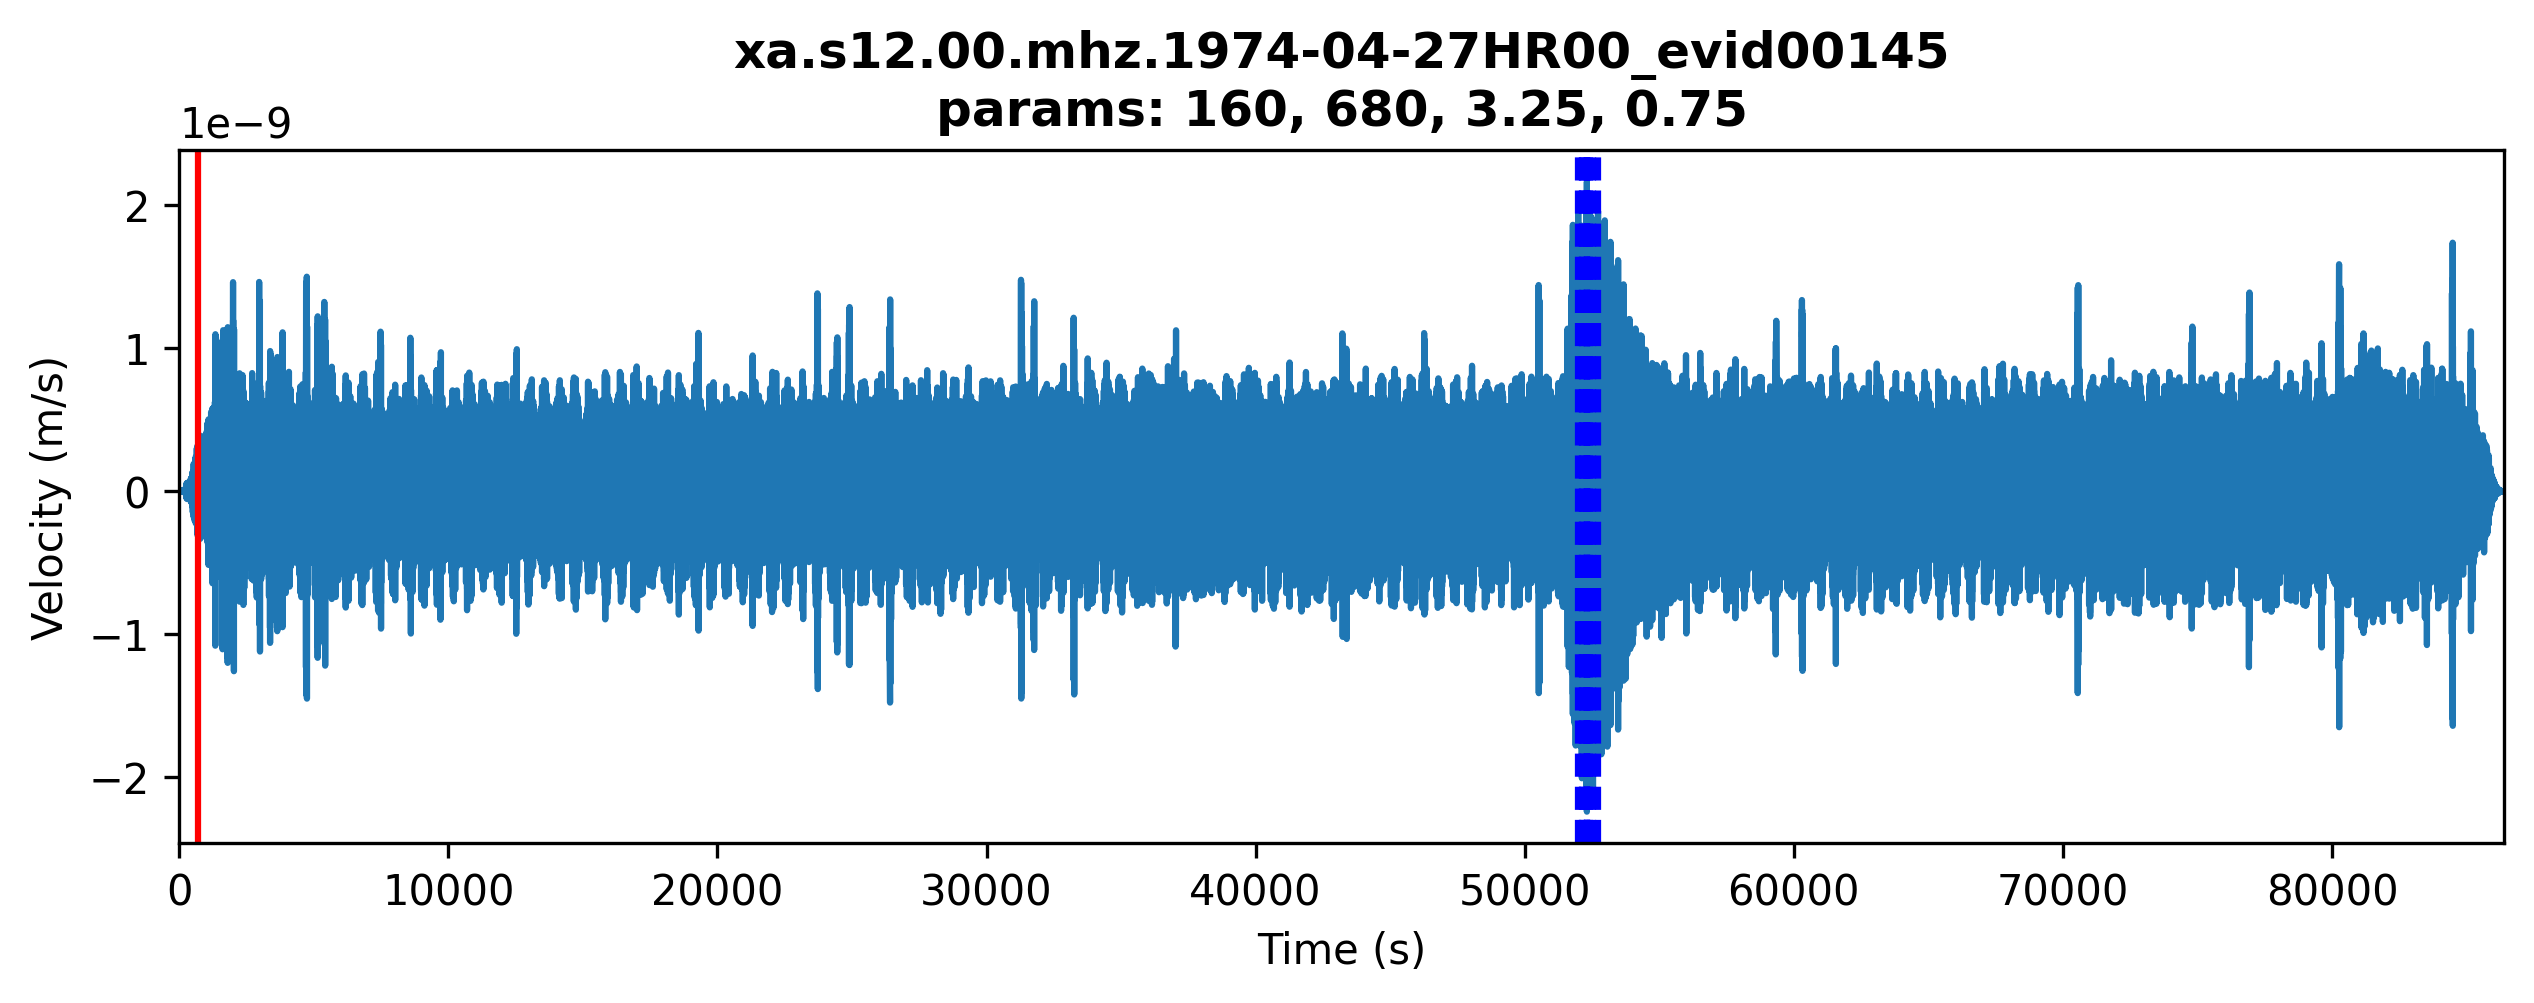 xa.s12.00.mhz.1974-04-27HR00_evid00145
params: 160, 680, 3.25, 0.75
1e−9
2
1
0
−1
−2
Velocity (m/s)
0 10000 20000 30000 40000 50000 60000 70000 80000
Time (s)